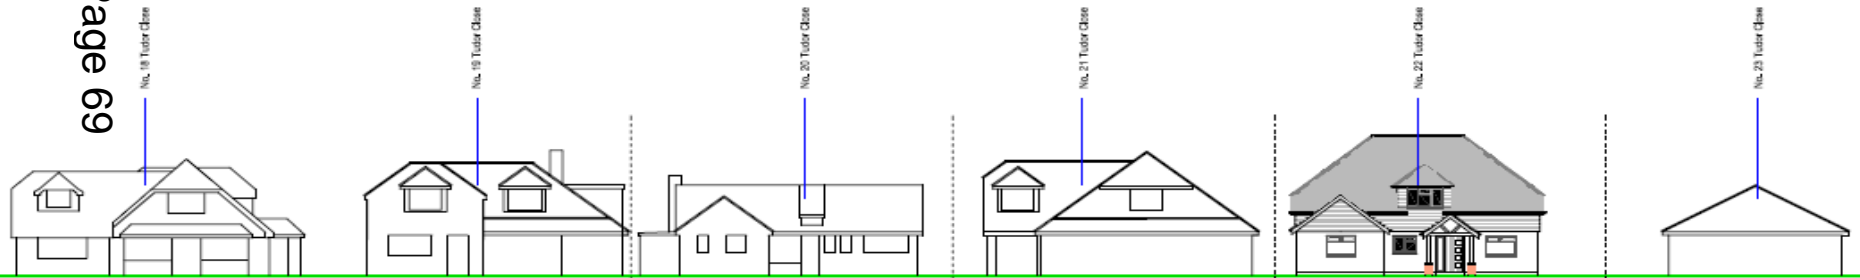 Page 69
No. 18 Tudor Close
No. 19 Tudor Close
No. 20 Tudor Close
No. 21 Tudor Close
No. 22 Tudor Close
No. 23 Tudor Close